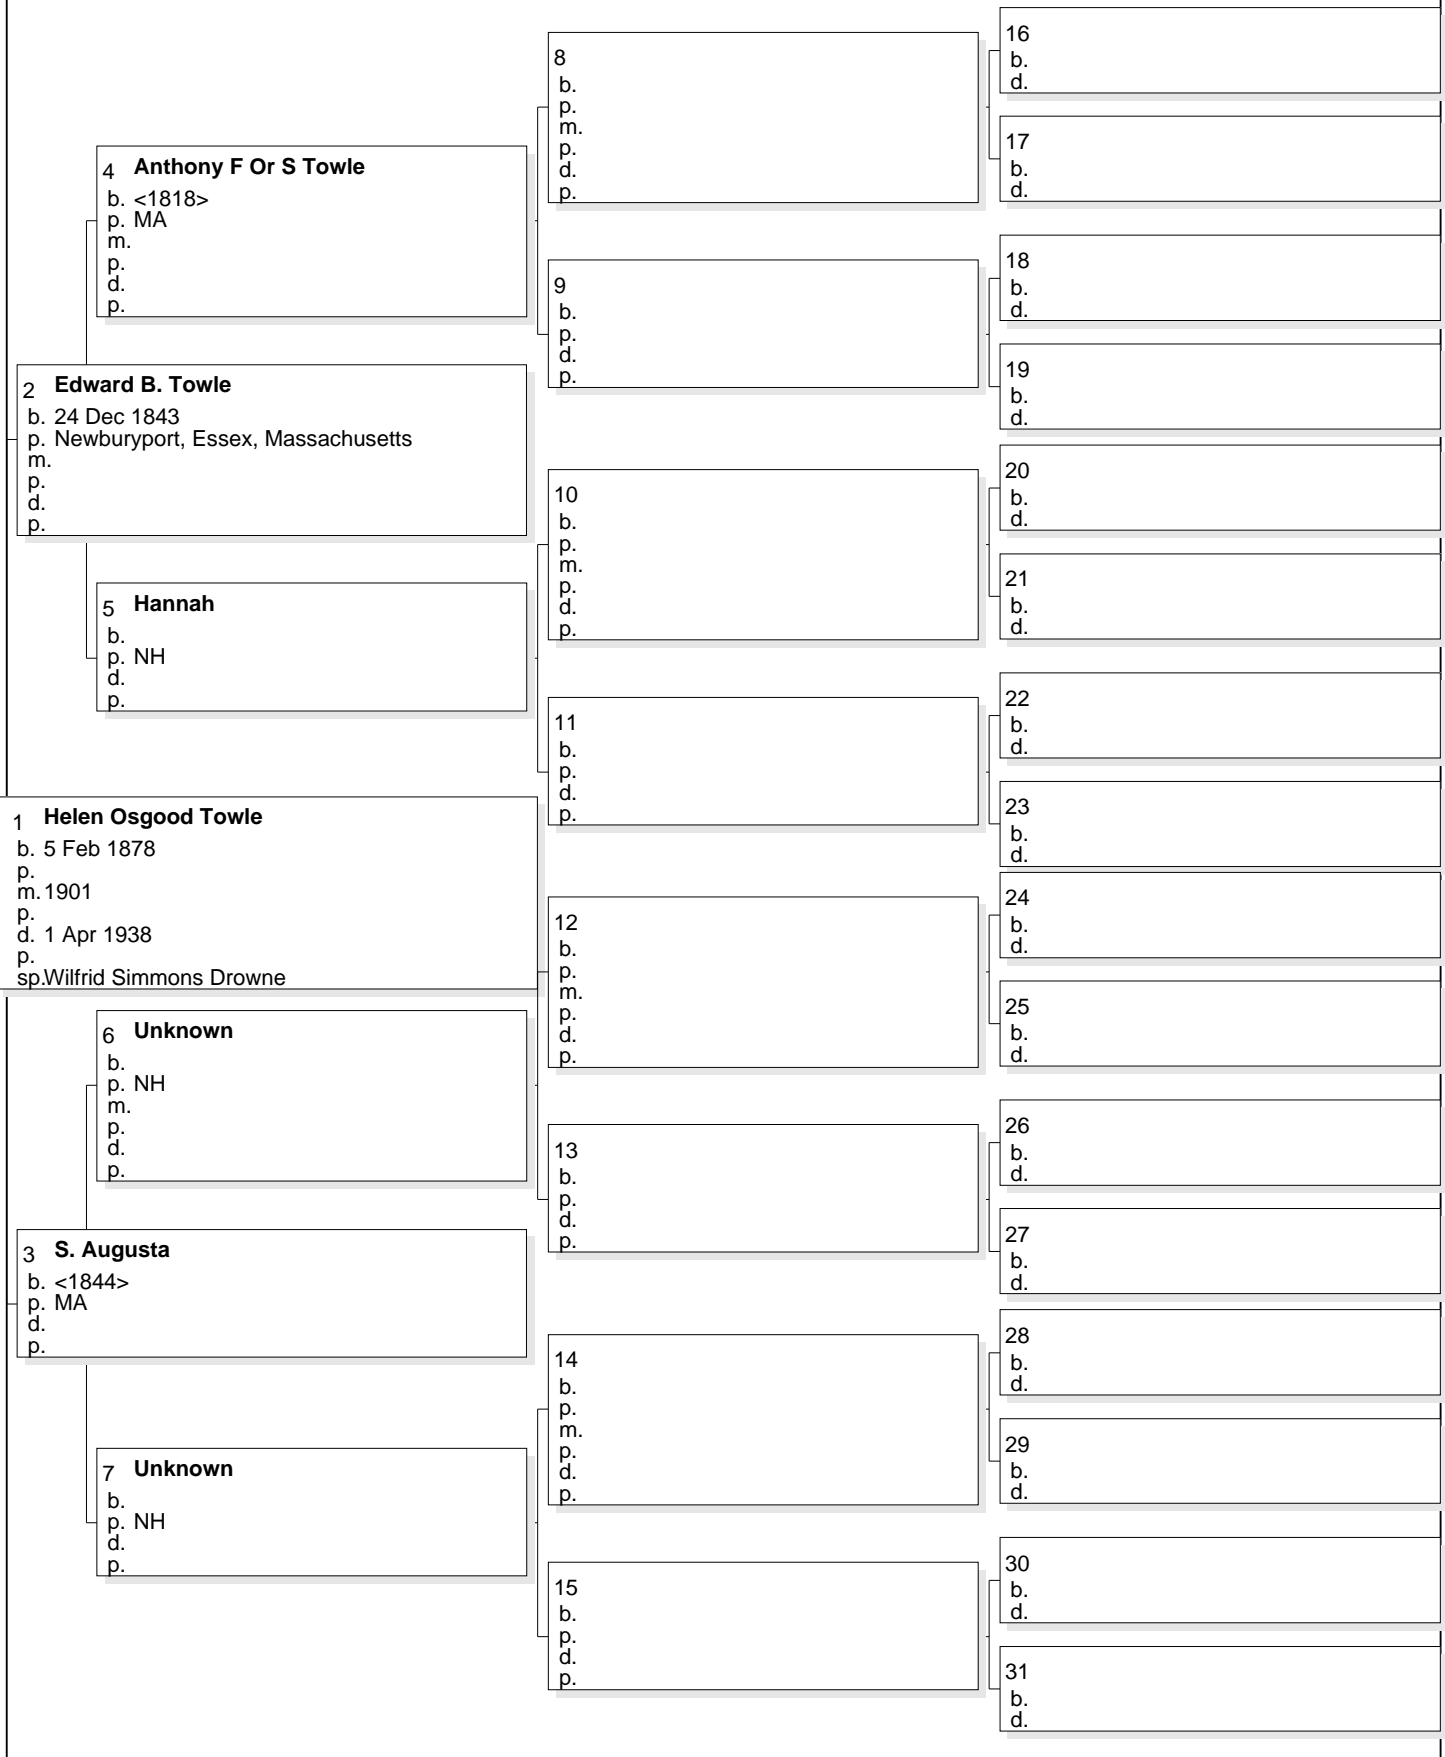 4 Anthony F Or S Towle
b. <1818>
p. MA
m.
p.
d.
p.
2 Edward B. Towle
b. 24 Dec 1843
p. Newburyport, Essex, Massachusetts
m.
p.
d.
p.
5 Hannah
b.
p. NH
d.
p.
1 Helen Osgood Towle
b. 5 Feb 1878
p.
m. 1901
p.
d. 1 Apr 1938
p.
sp.Wilfrid Simmons Drowne
6 Unknown
b.
p. NH
m.
p.
d.
p.
3 S. Augusta
b. <1844>
p. MA
d.
p.
7 Unknown
b.
p. NH
d.
p.
8
b.
p.
m.
p.
d.
p.
9
b.
p.
d.
p.
10
b.
p.
m.
p.
d.
p.
11
b.
p.
d.
p.
12
b.
p.
m.
p.
d.
p.
13
b.
p.
d.
p.
14
b.
p.
m.
p.
d.
p.
15
b.
p.
d.
p.
16
b.
d.
17
b.
d.
18
b.
d.
19
b.
d.
20
b.
d.
21
b.
d.
22
b.
d.
23
b.
d.
24
b.
d.
25
b.
d.
26
b.
d.
27
b.
d.
28
b.
d.
29
b.
d.
30
b.
d.
31
b.
d.